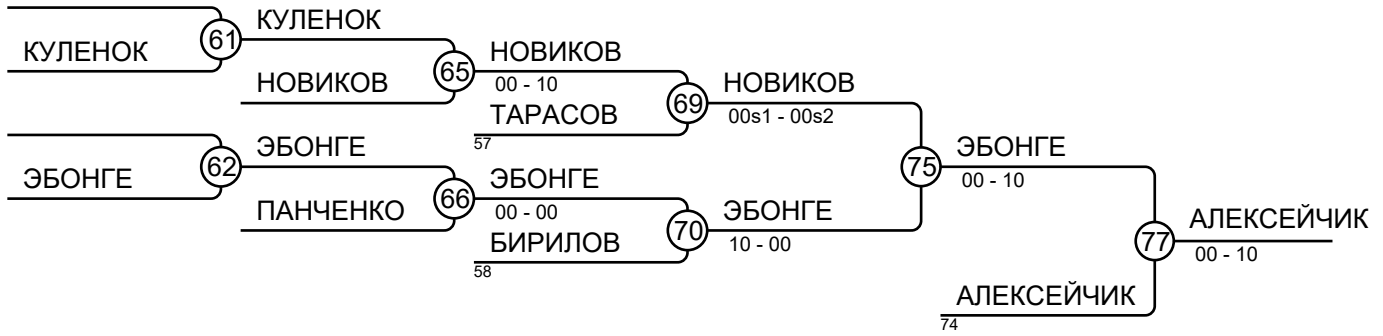 КУЛЕНОК
61
КУЛЕНОК
НОВИКОВ
65
НОВИКОВ
00 - 10
ТАРАСОВ
57
69
НОВИКОВ
00s1 - 00s2
ЭБОНГЕ
62
ЭБОНГЕ
ПАНЧЕНКО
66
ЭБОНГЕ
00 - 00
БИРИЛОВ
58
70
ЭБОНГЕ
10 - 00
75
ЭБОНГЕ
00 - 10
АЛЕКСЕЙЧИК
74
77
АЛЕКСЕЙЧИК
00 - 10